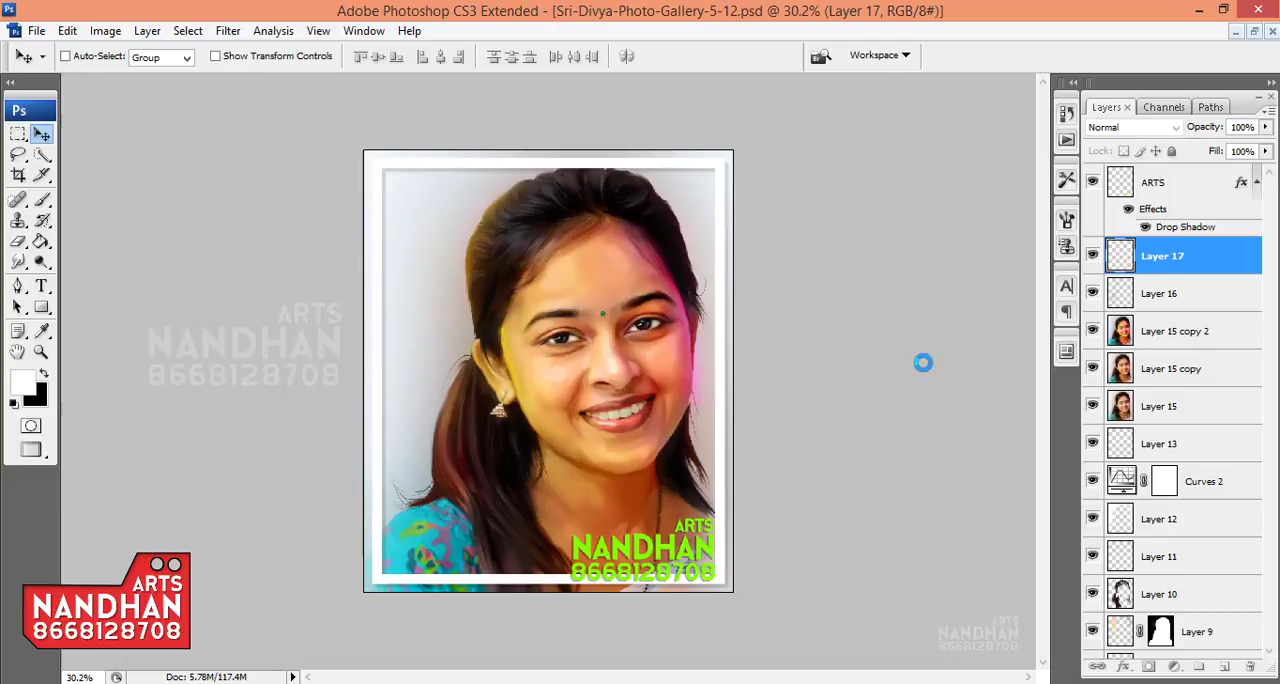 Ps
Adobe Photoshop CS3 Extended - [Sri-Divya-Photo-Gallery-5-12.psd @ 30.2% (Layer 17, RGB/8#)]
File Edit Image Layer Select Filter Analysis View Window Help
Auto-Select: Group Show Transform Controls Workspace
Ps
Layers Channels Paths
Normal Opacity: 100%
Lock: Fill: 100%
ARTS fx
Effects
Drop Shadow
Layer 17
Layer 16
Layer 15 copy 2
Layer 15 copy
Layer 15
Layer 13
Curves 2
Layer 12
Layer 11
Layer 10
Layer 9
ARTS
NANDHAN
8668128708
ARTS
NANDHAN
8668128708
ARTS
NANDHAN
8668128708
ARTS
NANDHAN
8668128708
30.2% Doc: 5.78M/117.4M